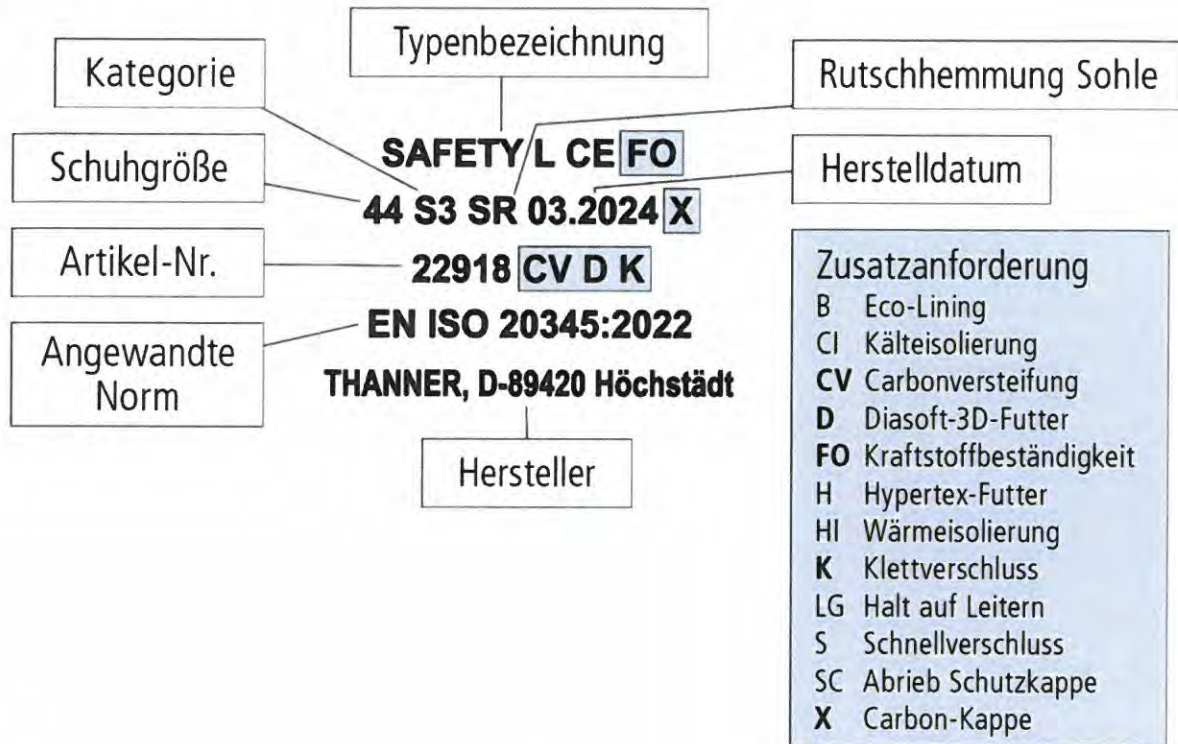 Typenbezeichnung
Kategorie
Rutschhemmung Sohle
SAFETY L CE FO
Schuhgröße
Herstelldatum
44 S3 SR 03.2024 X
Artikel-Nr.
22918 CV D K
Angewandte
Norm
EN ISO 20345:2022
THANNER, D-89420 Höchstädt
Hersteller
Zusatzanforderung
B Eco-Lining
CI Kälteisolierung
CV Carbonversteifung
D Diasoft-3D-Futter
FO Kraftstoffbeständigkeit
H Hypertex-Futter
HI Wärmeisolierung
K Klettverschluss
LG Halt auf Leitern
S Schnellverschluss
SC Abrieb Schutzkappe
X Carbon-Kappe